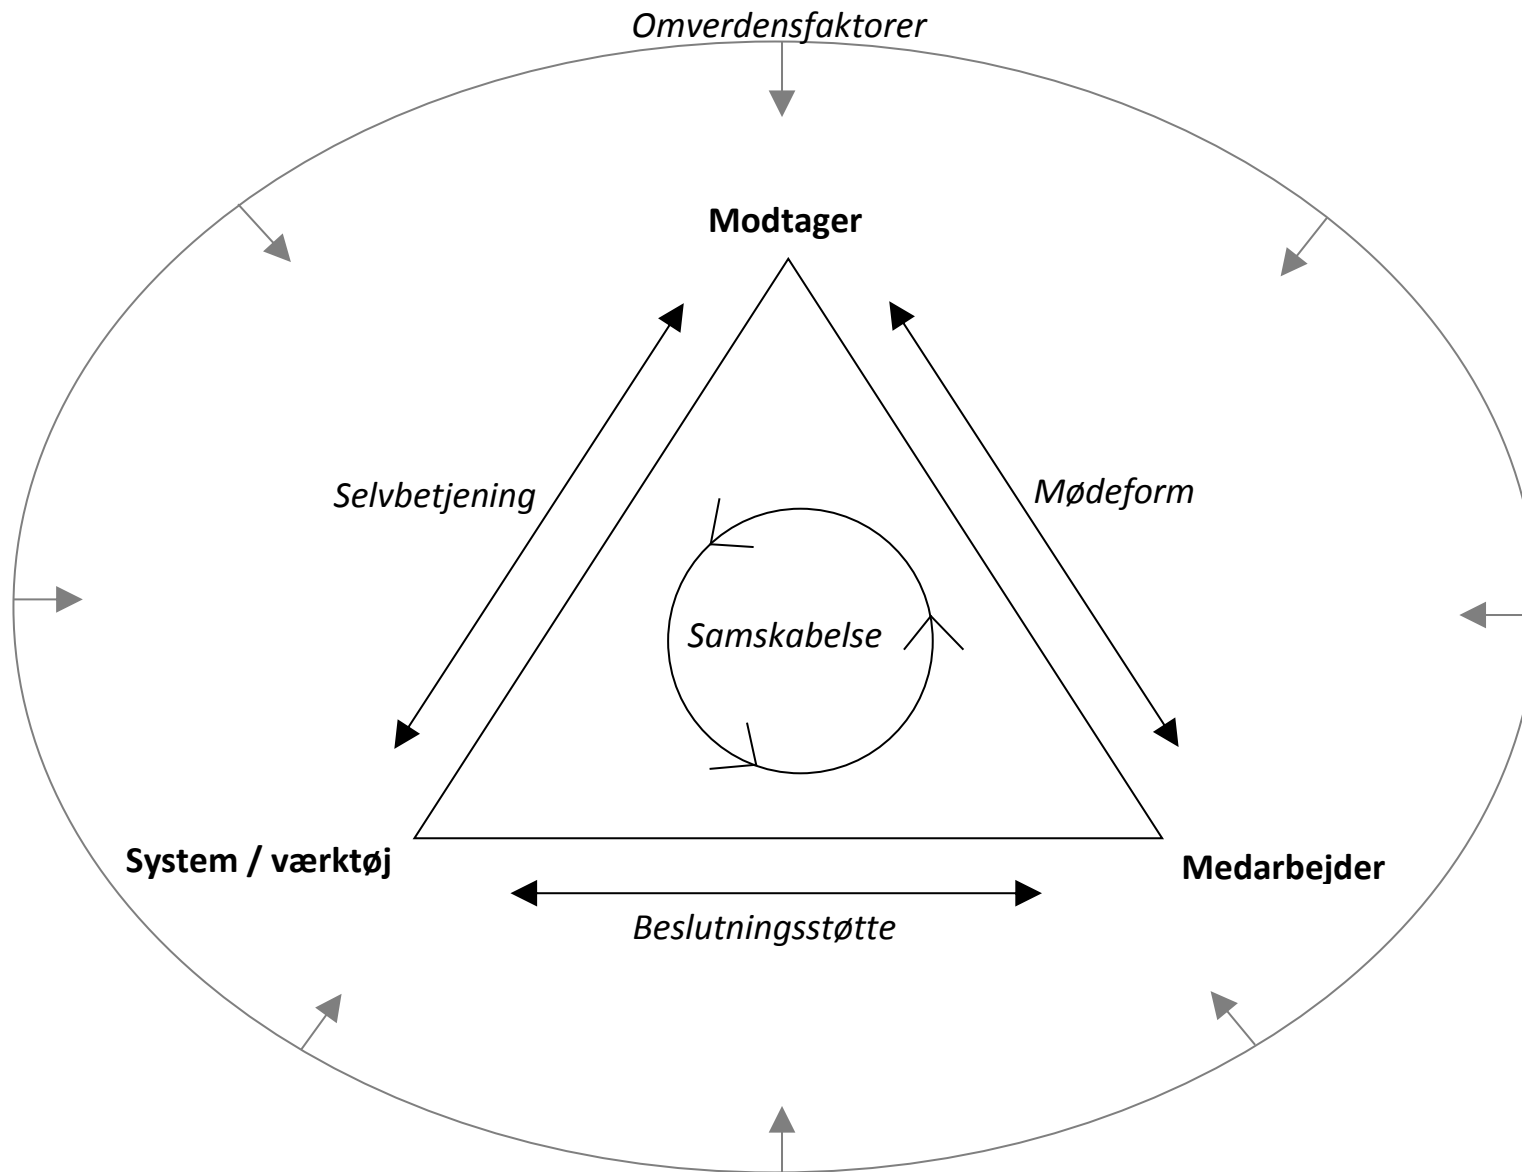 Omverdensfaktorer
Modtager
Selvbetjening
Mødeform
Samskabelse
System / værktøj
Medarbejder
Beslutningsstøtte